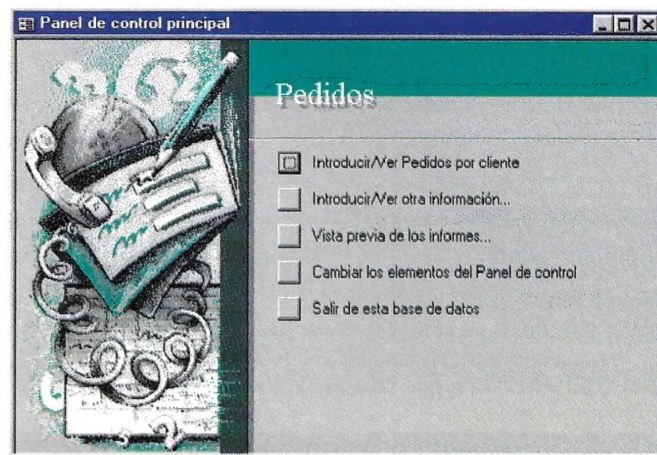 Panel de control principal
Pedidos
Introducir/Ver Pedidos por cliente
Introducir/Ver otra información...
Vista previa de los informes...
Cambiar los elementos del Panel de control
Salir de esta base de datos